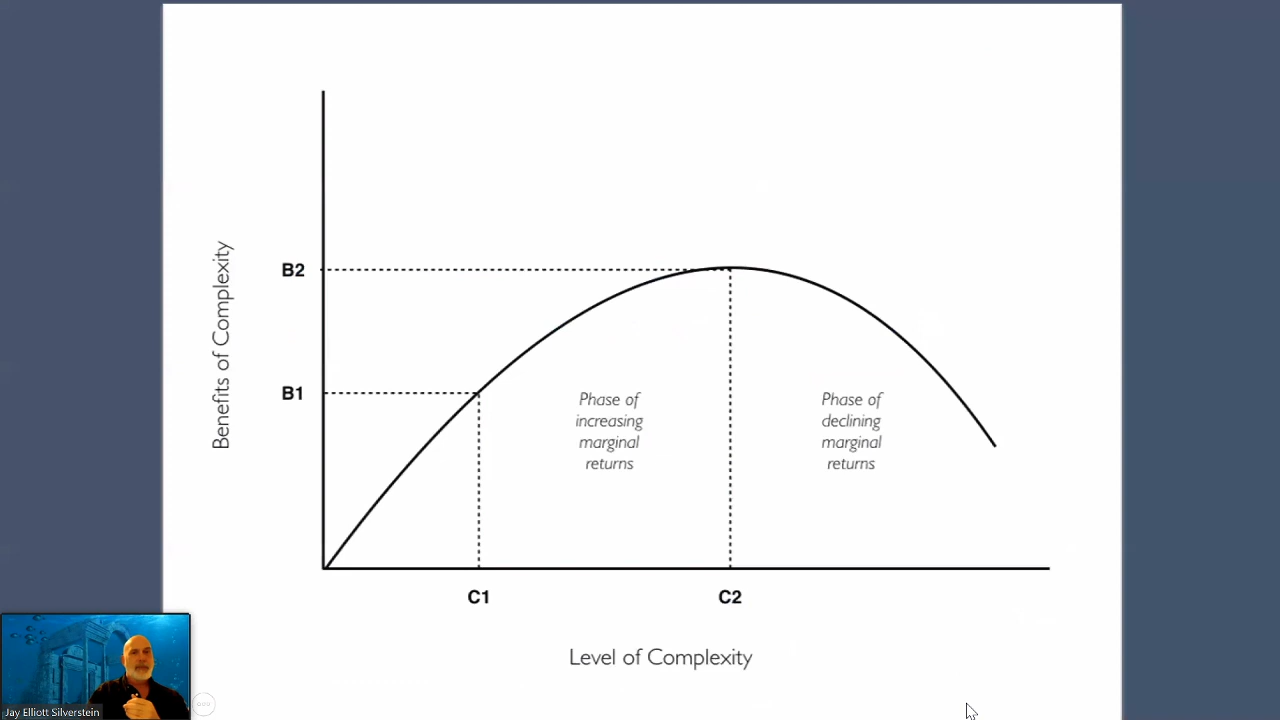 Benefits of Complexity
B2
B1
Phase of
increasing
marginal
returns
Phase of
declining
marginal
returns
C1
C2
Level of Complexity
Jay Elliott Silverstein